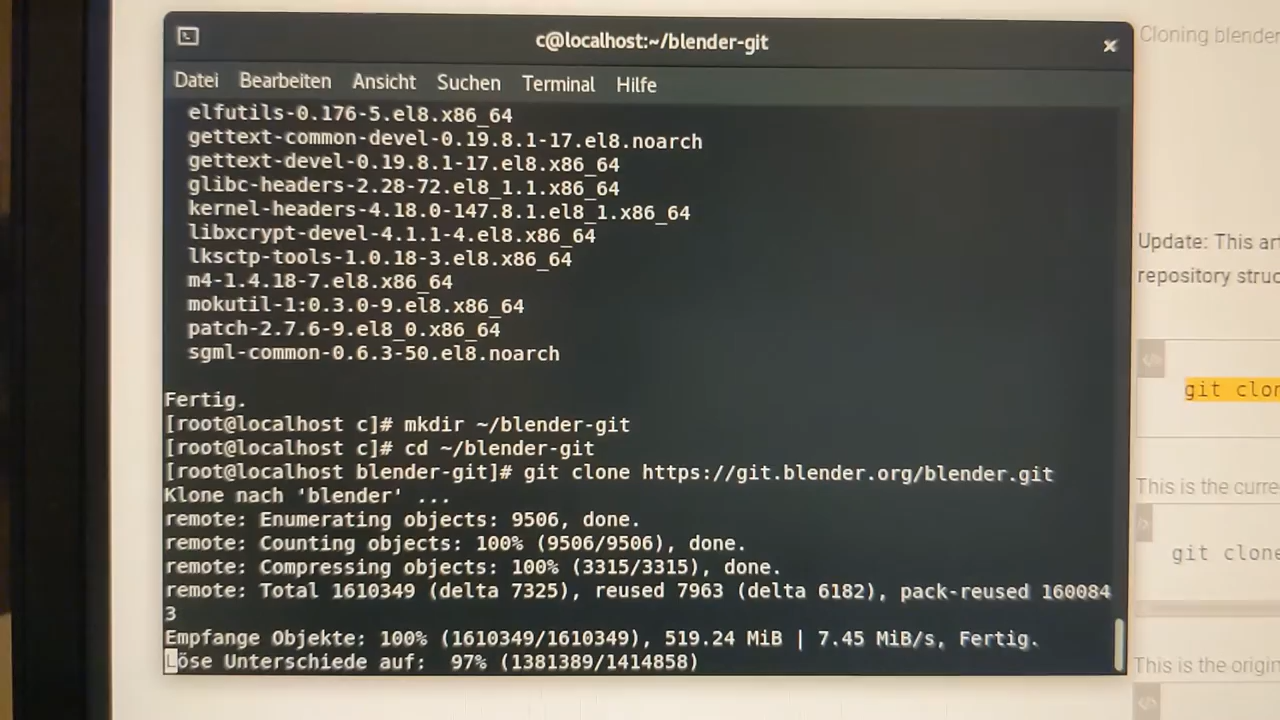 c@localhost:~/blender-git
Datei Bearbeiten Ansicht Suchen Terminal Hilfe
elfutils-0.176-5.el8.x86_64
gettext-common-devel-0.19.8.1-17.el8.noarch
gettext-devel-0.19.8.1-17.el8.x86_64
glibc-headers-2.28-72.el8_1.1.x86_64
kernel-headers-4.18.0-147.8.1.el8_1.x86_64
libxcrypt-devel-4.1.1-4.el8.x86_64
lksctp-tools-1.0.18-3.el8.x86_64
m4-1.4.18-7.el8.x86_64
mokutil-1:0.3.0-9.el8.x86_64
patch-2.7.6-9.el8_0.x86_64
sgml-common-0.6.3-50.el8.noarch
Fertig.
[root@localhost c]# mkdir ~/blender-git
[root@localhost c]# cd ~/blender-git
[root@localhost blender-git]# git clone https://git.blender.org/blender.git
Klone nach 'blender' ...
remote: Enumerating objects: 9506, done.
remote: Counting objects: 100% (9506/9506), done.
remote: Compressing objects: 100% (3315/3315), done.
remote: Total 1610349 (delta 7325), reused 7963 (delta 6182), pack-reused 160084
3
Empfange Objekte: 100% (1610349/1610349), 519.24 MiB | 7.45 MiB/s, Fertig.
Löse Unterschiede auf:  97% (1381389/1414858)
Cloning blender
Update: This
repository
git
This is the
git clone
This is the